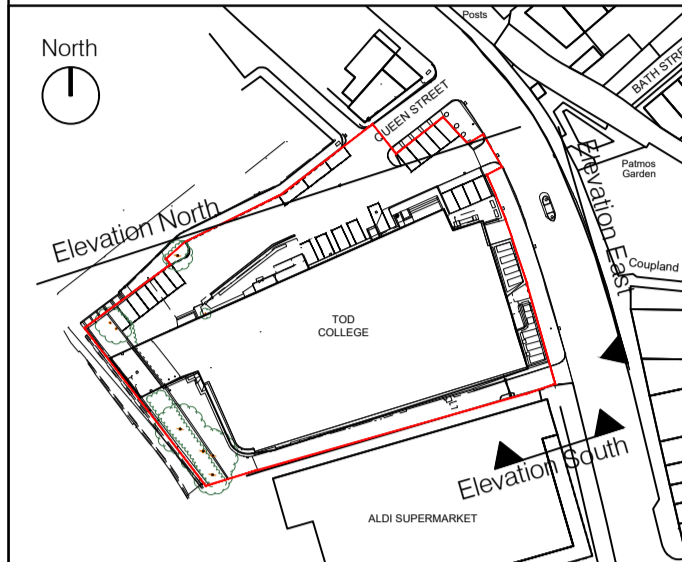 North
Posts
QUEEN STREET
BATH STRE
Elevation East
Patmos
Garden
Elevation North
Coupland
TOD
COLLEGE
Elevation South
ALDI SUPERMARKET